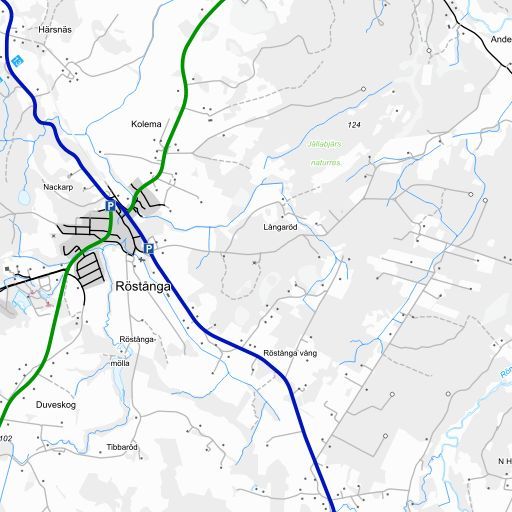 Härsnäs
Ande
Kolema
124
Jällabjärs
naturres.
Nackarp
P
Långaröd
P
Röstånga
Röstånga-
mölla
Röstånga vång
Duveskog
102
Tibbaröd
N H